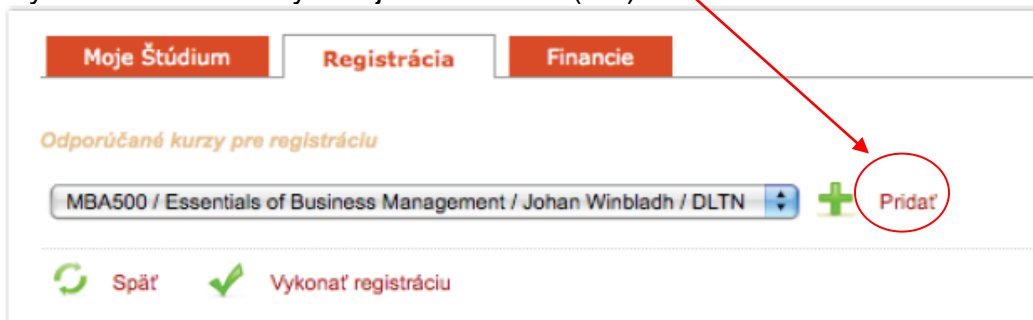 Moje Štúdium Registrácia Financie
Odporúčané kurzy pre registráciu
MBA500 / Essentials of Business Management / Johan Winbladh / DLTN Pridať
Späť Vykonať registráciu